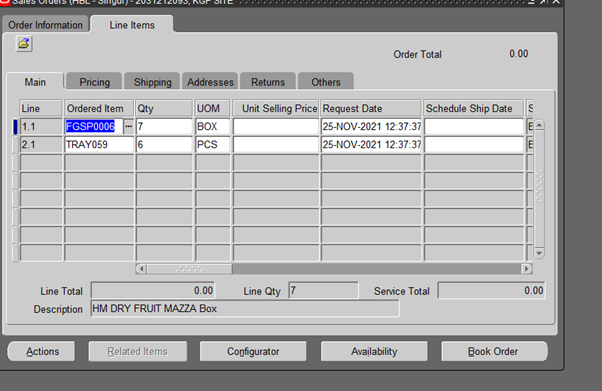 Sales Orders (HBL - Singur) - 2031212093, KGP SITE
Order Information Line Items
Order Total 0.00
Main Pricing Shipping Addresses Returns Others
Line Ordered Item Qty UOM Unit Selling Price Request Date Schedule Ship Date S
1.1 FGSP0006 ... 7 BOX 25-NOV-2021 12:37:37 E
2.1 TRAY059 6 PCS 25-NOV-2021 12:37:37 E
Line Total 0.00 Line Qty 7 Service Total 0.00
Description HM DRY FRUIT MAZZA Box
Actions Related Items Configurator Availability Book Order